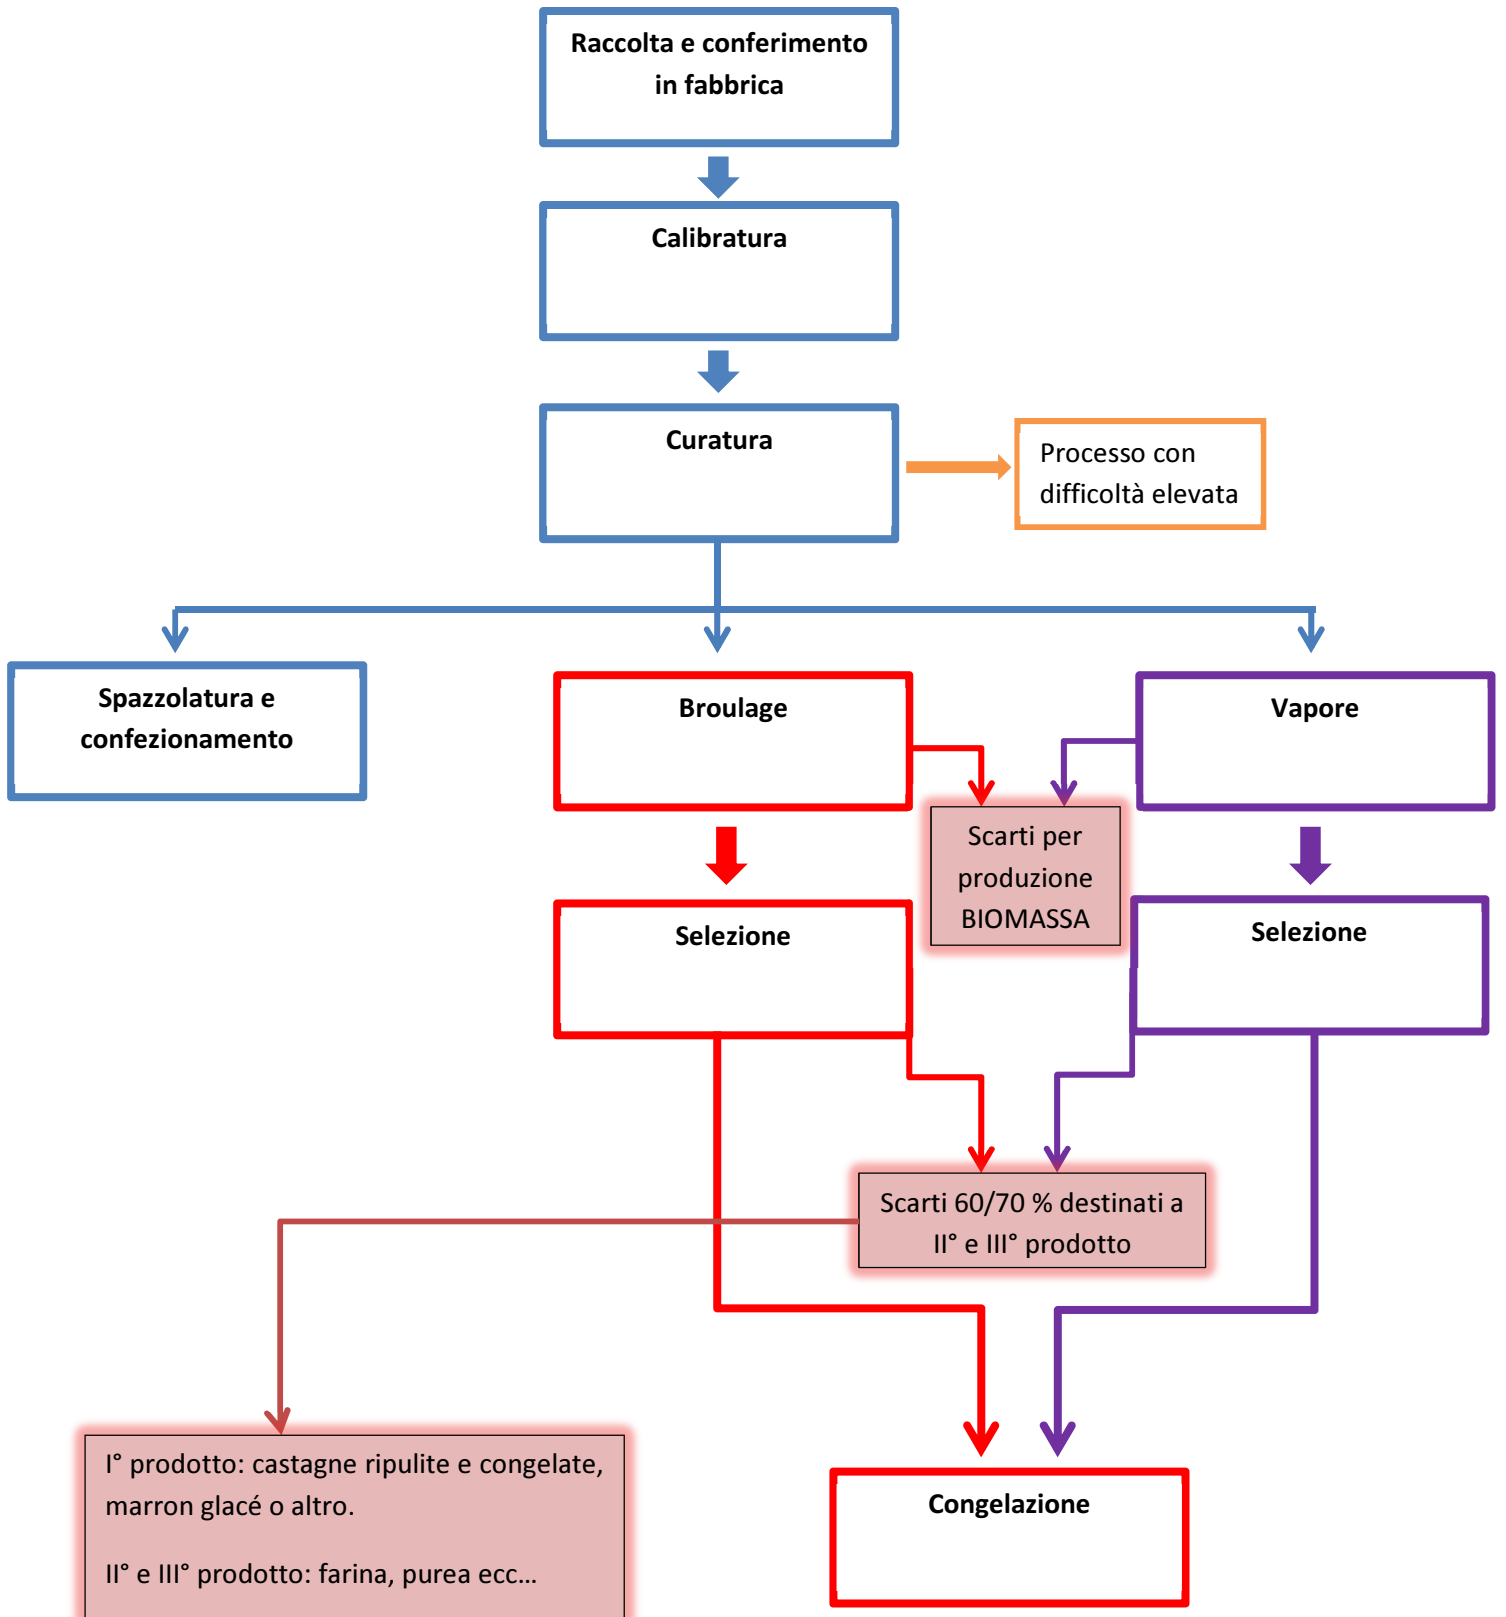 Raccolta e conferimento
in fabbrica
Calibratura
Curatura
Processo con
difficoltà elevata
Spazzolatura e
confezionamento
Broulage
Vapore
Scarti per
produzione
BIOMASSA
Selezione
Selezione
Scarti 60/70 % destinati a
II° e III° prodotto
I° prodotto: castagne ripulite e congelate,
marron glacé o altro.
II° e III° prodotto: farina, purea ecc…
Congelazione